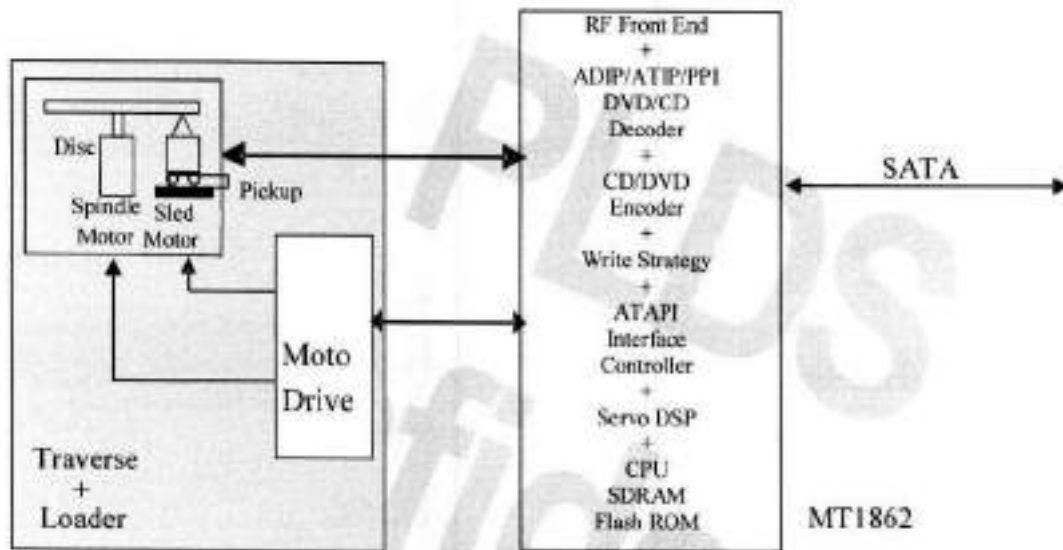 Disc
Spindle
Motor
Sled
Motor
Pickup
Moto
Drive
Traverse
+
Loader
RF Front End
+
ADIP/ATIP/PPI
DVD/CD
Decoder
+
CD/DVD
Encoder
+
Write Strategy
+
ATAPI
Interface
Controller
+
Servo DSP
+
CPU
SDRAM
Flash ROM
SATA
MT1862
PLDS